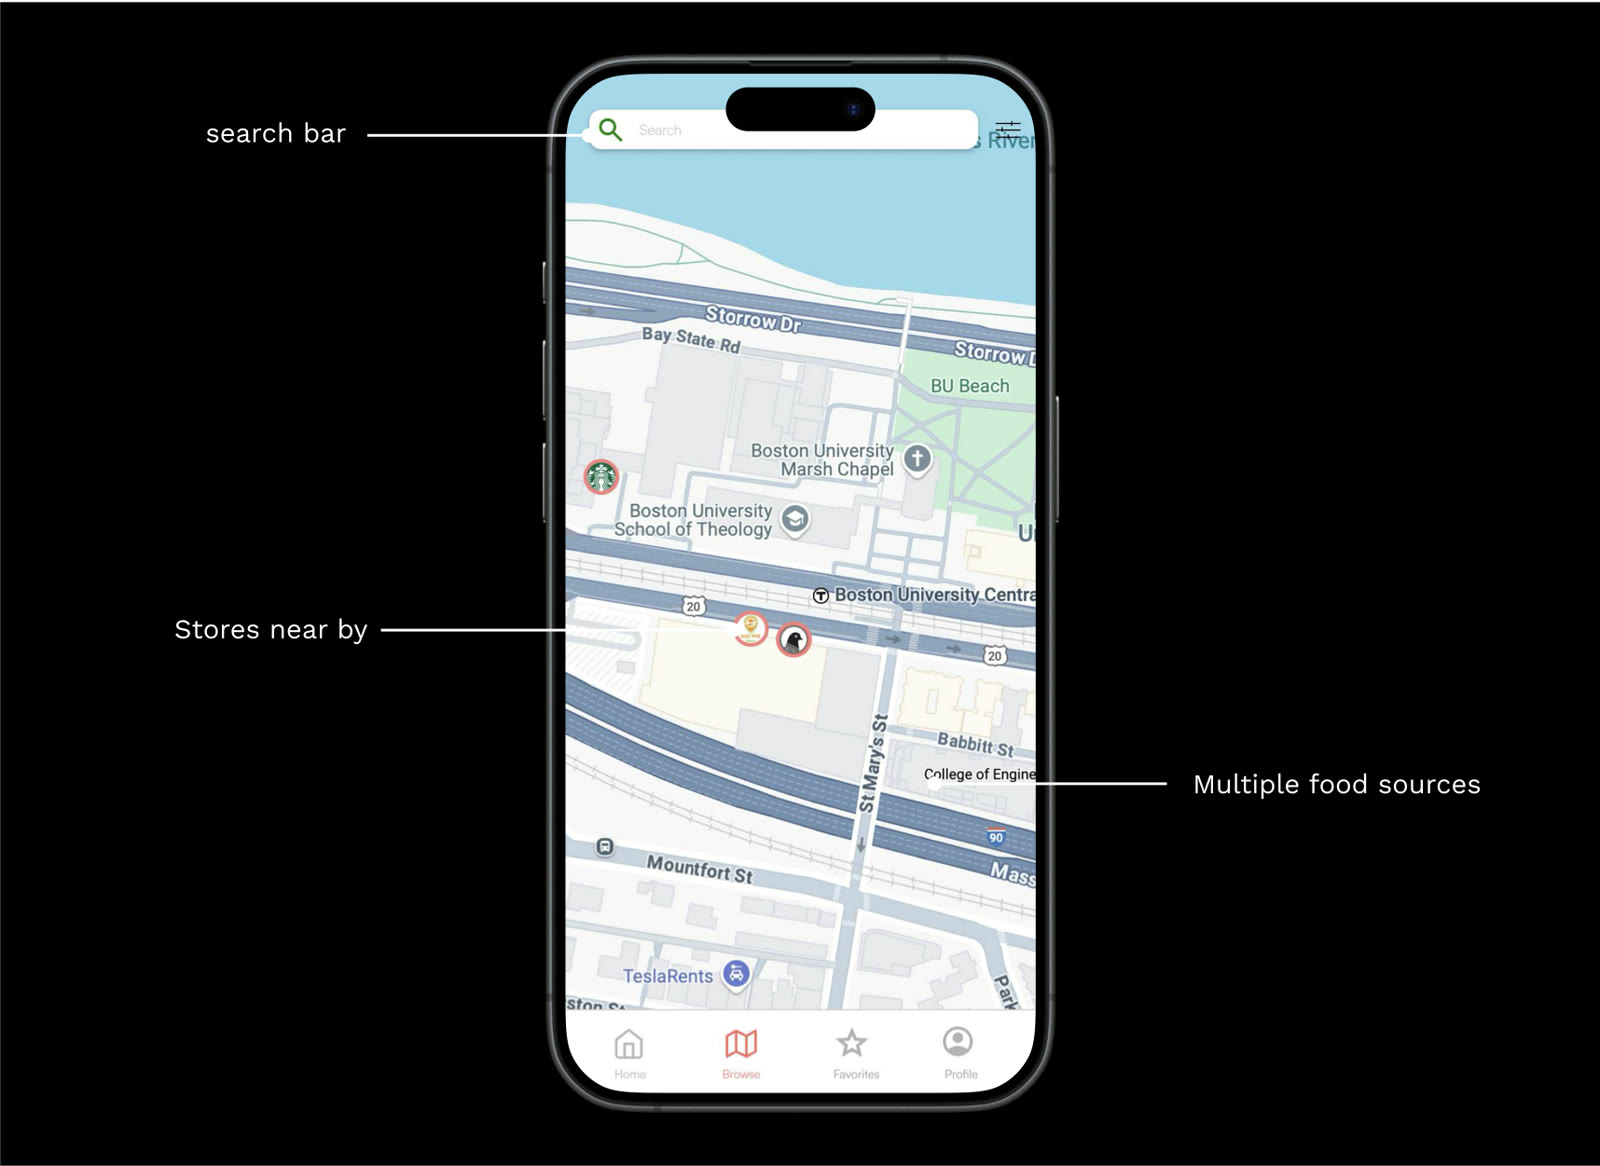 search bar
Search
s River
Storrow Dr
Bay State Rd
Storrow D
BU Beach
Boston University
Marsh Chapel
Boston University
School of Theology
U
Boston University Centra
20
Stores near by
20
St Mary's St
Babbitt St
College of Engine
Multiple food sources
90
Mass
Mountfort St
TeslaRents
Park
ston St
Home
Browse
Favorites
Profile